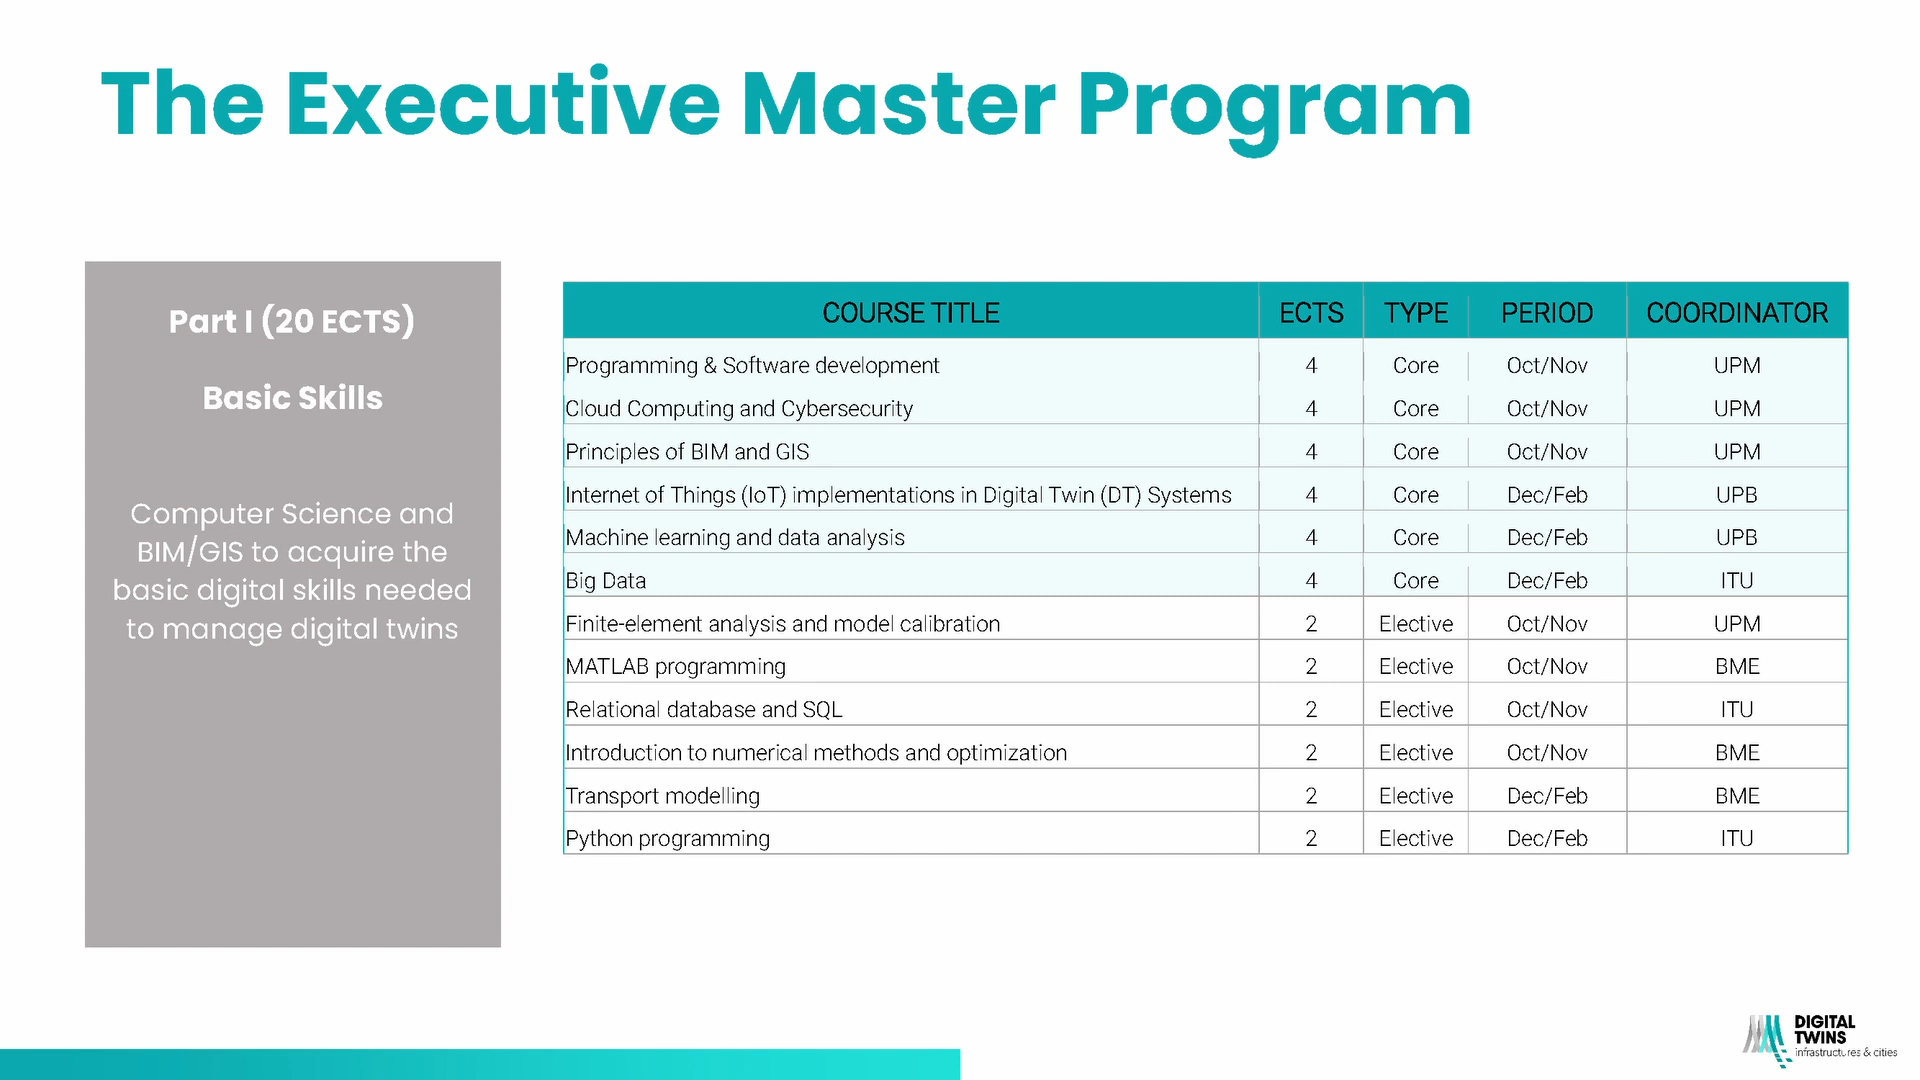 The Executive Master Program
Part I (20 ECTS)
Basic Skills
Computer Science and
BIM/GIS to acquire the
basic digital skills needed
to manage digital twins
COURSE TITLE ECTS TYPE PERIOD COORDINATOR
Programming & Software development 4 Core Oct/Nov UPM
Cloud Computing and Cybersecurity 4 Core Oct/Nov UPM
Principles of BIM and GIS 4 Core Oct/Nov UPM
Internet of Things (IoT) implementations in Digital Twin (DT) Systems 4 Core Dec/Feb UPB
Machine learning and data analysis 4 Core Dec/Feb UPB
Big Data 4 Core Dec/Feb ITU
Finite-element analysis and model calibration 2 Elective Oct/Nov UPM
MATLAB programming 2 Elective Oct/Nov BME
Relational database and SQL 2 Elective Oct/Nov ITU
Introduction to numerical methods and optimization 2 Elective Oct/Nov BME
Transport modelling 2 Elective Dec/Feb BME
Python programming 2 Elective Dec/Feb ITU
DIGITAL
TWINS
infrastructures & cities